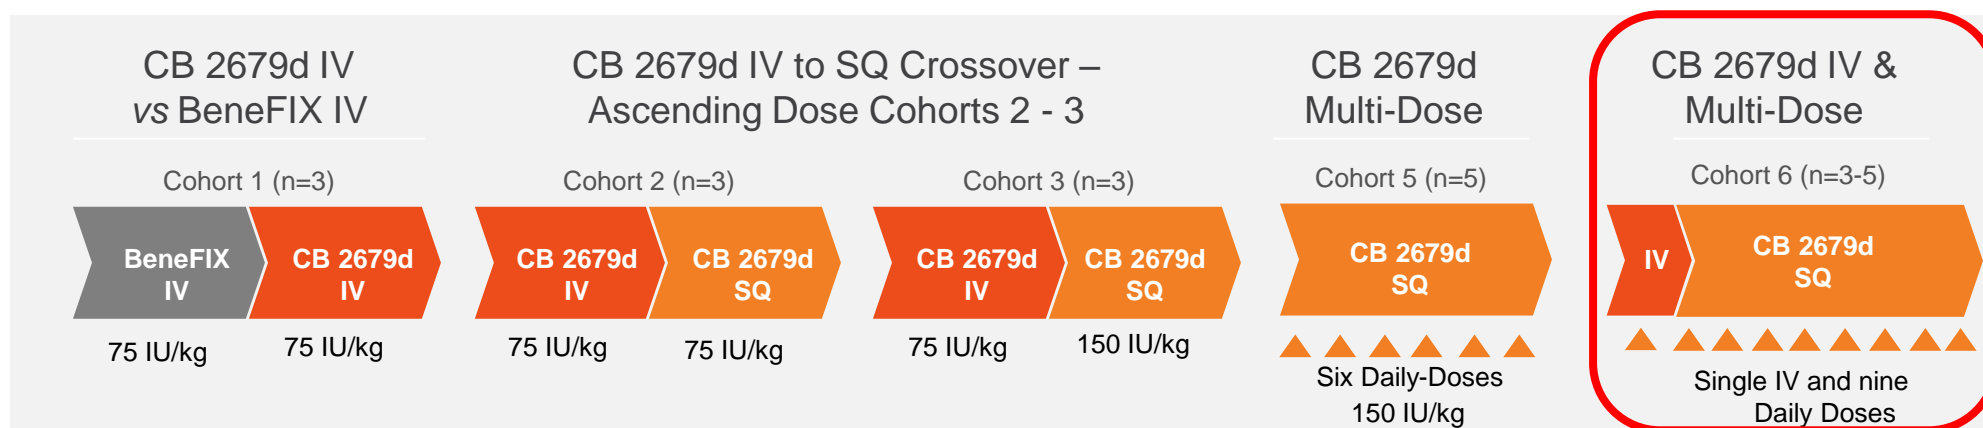 CB 2679d IV
vs BeneFIX IV
Cohort 1 (n=3)
BeneFIX
IV
CB 2679d
IV
75 IU/kg
75 IU/kg
CB 2679d IV to SQ Crossover –
Ascending Dose Cohorts 2 - 3
Cohort 2 (n=3)
CB 2679d
IV
CB 2679d
SQ
75 IU/kg
75 IU/kg
Cohort 3 (n=3)
CB 2679d
IV
CB 2679d
SQ
75 IU/kg
150 IU/kg
CB 2679d
Multi-Dose
Cohort 5 (n=5)
CB 2679d
SQ
Six Daily-Doses
150 IU/kg
CB 2679d IV &
Multi-Dose
Cohort 6 (n=3-5)
IV
CB 2679d
SQ
Single IV and nine
Daily Doses